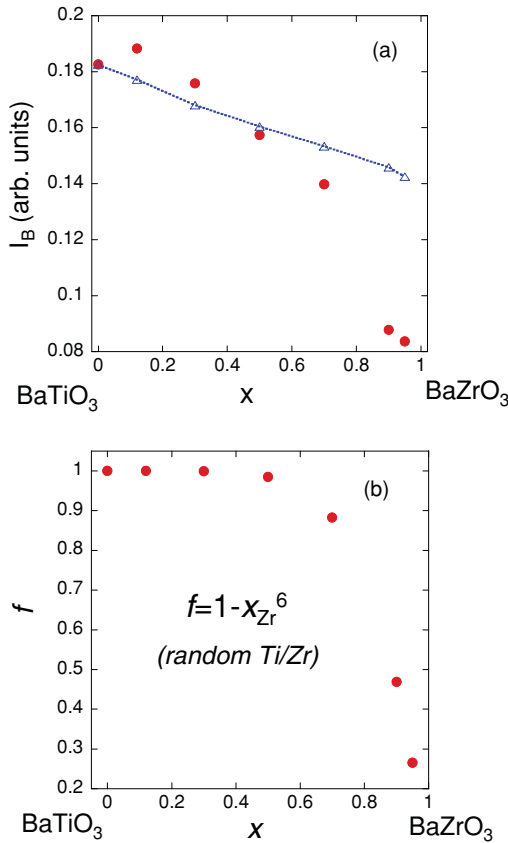 0.2
(a)
0.18
0.16
0.14
0.12
0.1
0.08
I_B (arb. units)
0 0.2 0.4 0.6 0.8 1
BaTiO₃ x BaZrO₃
1
(b)
0.9
0.8
0.7
0.6
0.5
0.4
0.3
0.2
f
f=1-x_Zr⁶
(random Ti/Zr)
0 0.2 0.4 0.6 0.8 1
BaTiO₃ x BaZrO₃